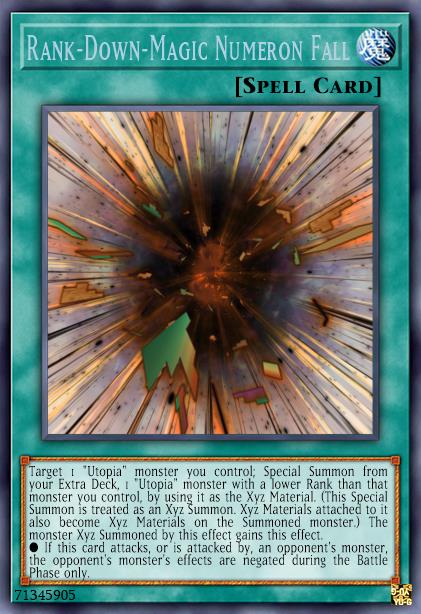 Rank-Down-Magic Numeron Fall
魔
[Spell Card]
Target 1 "Utopia" monster you control; Special Summon from
your Extra Deck, 1 "Utopia" monster with a lower Rank than that
monster you control, by using it as the Xyz Material. (This Special
Summon is treated as an Xyz Summon. Xyz Materials attached to it
also become Xyz Materials on the Summoned monster.) The
monster Xyz Summoned by this effect gains this effect.
● If this card attacks, or is attacked by, an opponent's monster,
the opponent's monster's effects are negated during the Battle
Phase only.
71345905